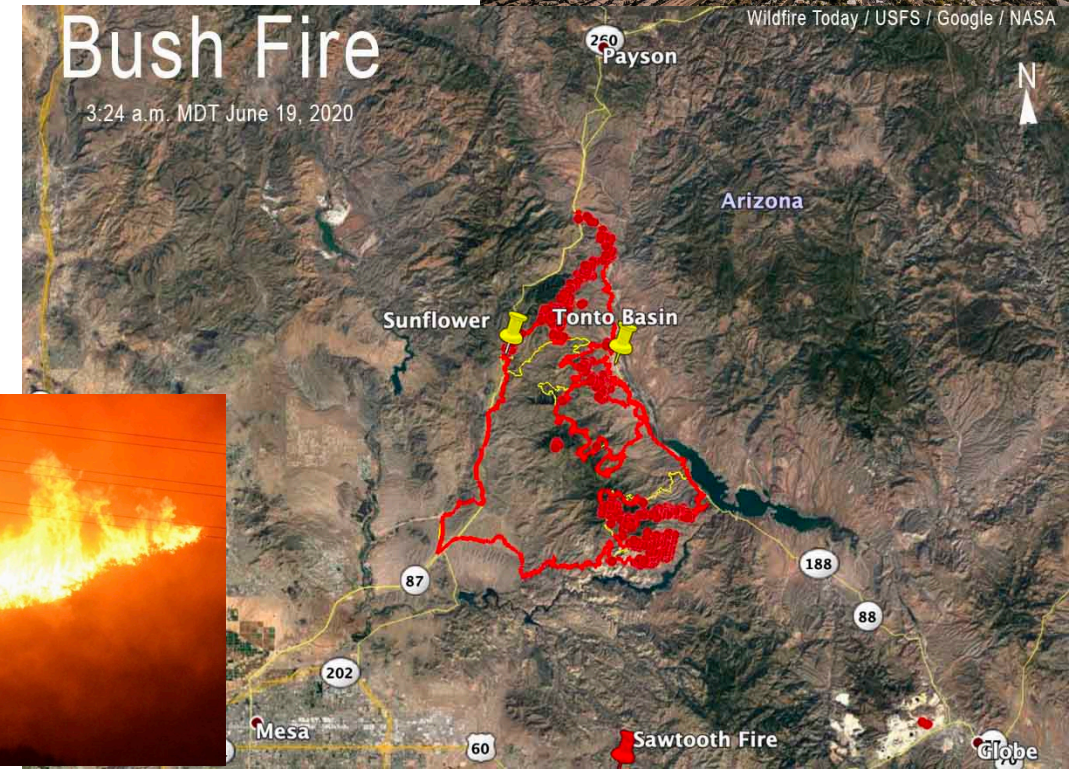 Wildfire Today / USFS / Google / NASA
Bush Fire
3:24 a.m. MDT June 19, 2020
260
Payson
N
Arizona
Sunflower
Tonto Basin
87
188
88
202
Mesa
60
Sawtooth Fire
Globe